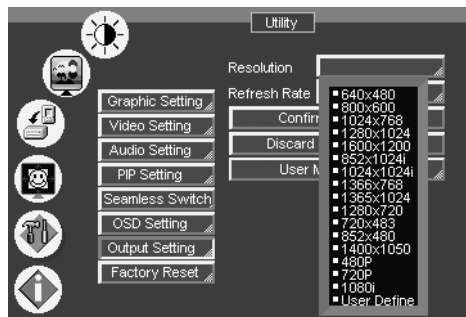 Utility
Resolution
Refresh Rate
Graphic Setting
Video Setting
Audio Setting
PIP Setting
Seamless Switch
OSD Setting
Output Setting
Factory Reset
Discard
User
640x480
800x600
1024x768
1280x1024
1600x1200
852x1024i
1024x1024i
1366x768
1365x1024
1280x720
720x483
852x480
1400x1050
480P
720P
1080i
User Define